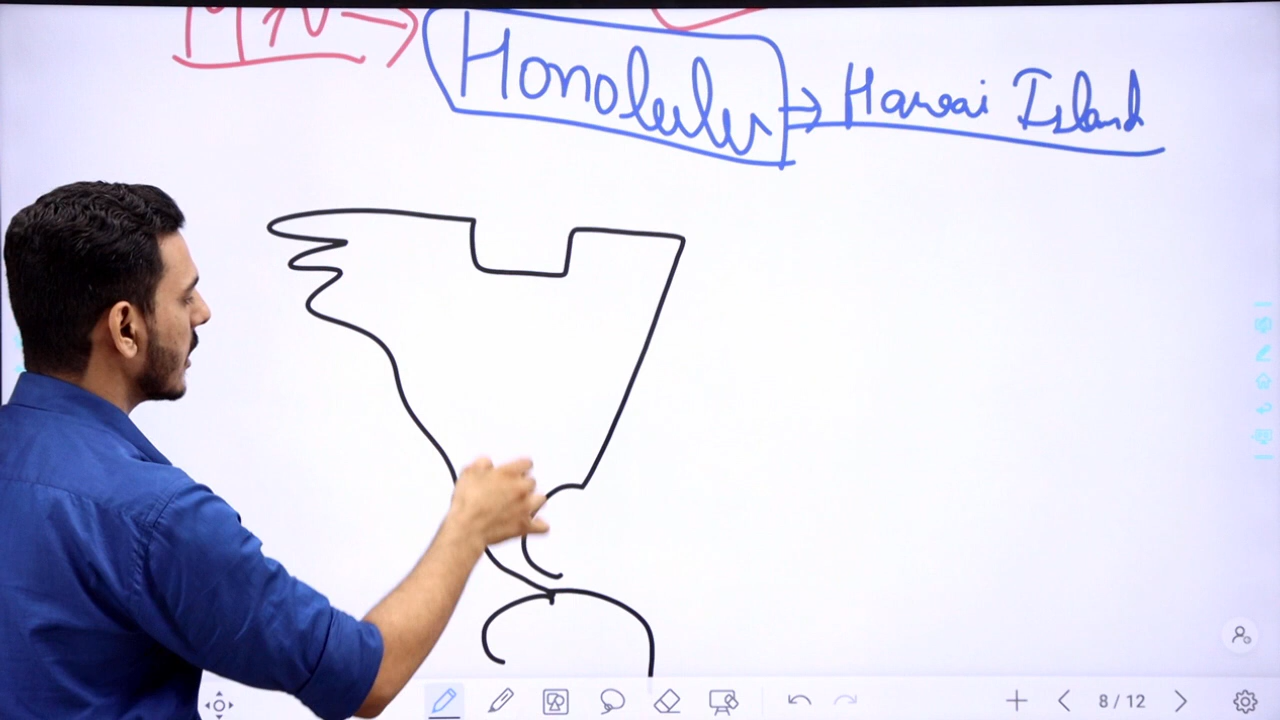 Honolulu → Hawai Island
8 / 12